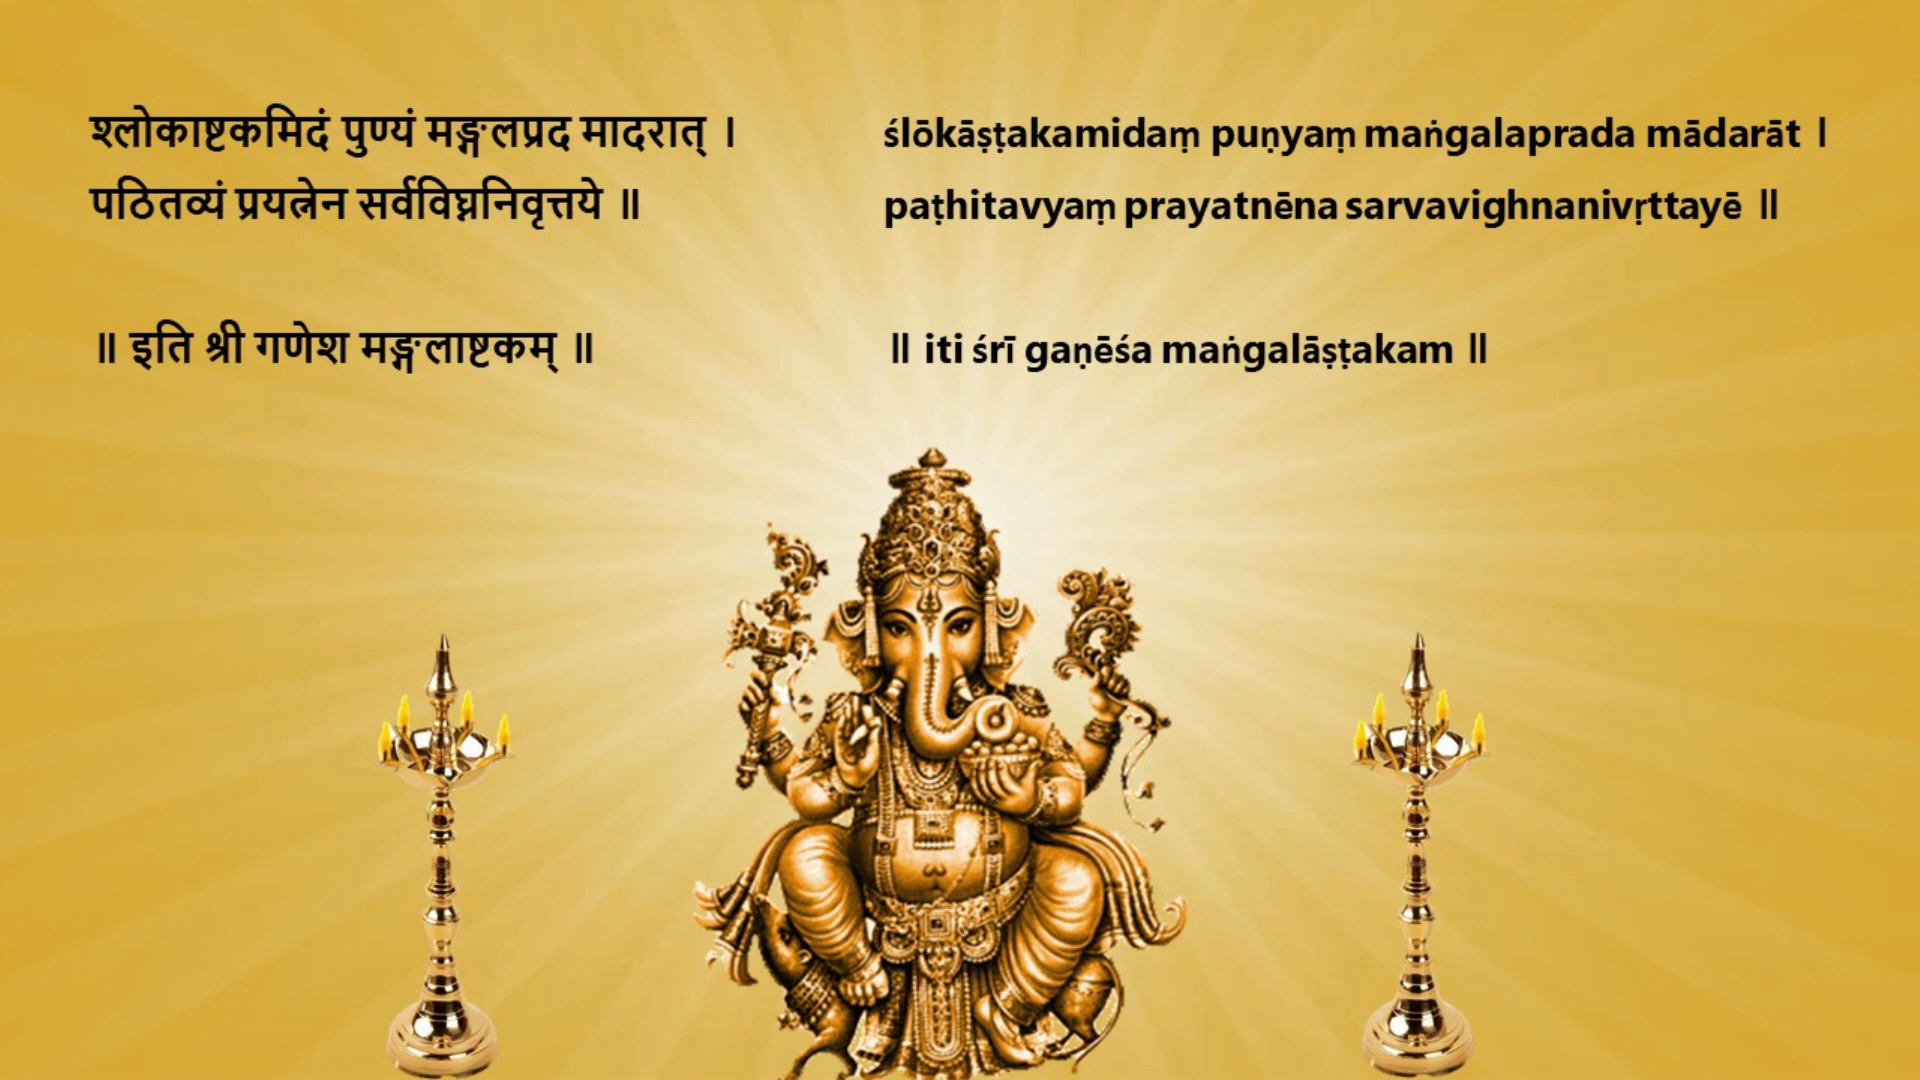 श्लोकाष्टकमिदं पुण्यं मङ्गलप्रद मादरात् ।
पठितव्यं प्रयत्नेन सर्वविघ्ननिवृत्तये ॥
॥ इति श्री गणेश मङ्गलाष्टकम् ॥
ślōkāṣṭakamidaṃ puṇyaṃ maṅgalaprada mādarāt ।
paṭhitavyaṃ prayatnēna sarvavighnanivṛttayē ॥
॥ iti śrī gaṇēśa maṅgalāṣṭakam ॥